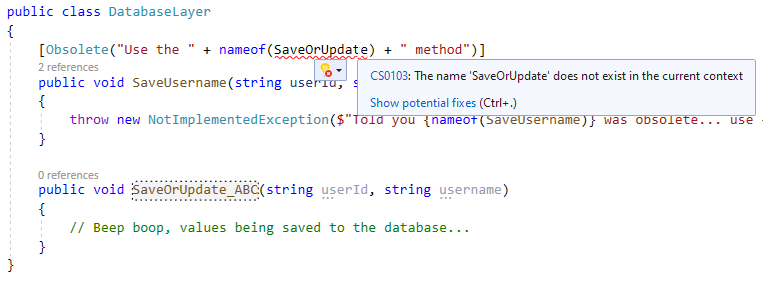 public class DatabaseLayer
{
[Obsolete("Use the " + nameof(SaveOrUpdate) + " method")]
2 references
public void SaveUsername(string userId, s
CS0103: The name 'SaveOrUpdate' does not exist in the current context
Show potential fixes (Ctrl+.)
{
throw new NotImplementedException($"Told you {nameof(SaveUsername)} was obsolete... use
}
0 references
public void SaveOrUpdate_ABC(string userId, string username)
{
// Beep boop, values being saved to the database...
}
}